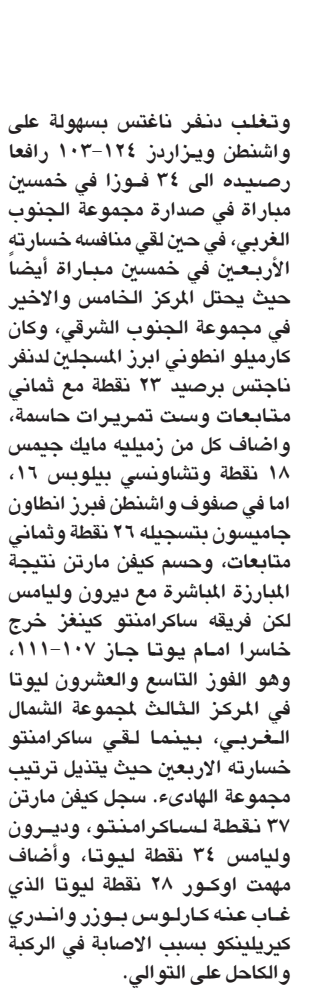 وتغلب دنفر ناغتس بسهولة على
واشنطن ويزاردز ١٢٤-١٠٣ رافعا
رصيده الى ٣٤ فوزا في خمسين
مباراة في صدارة مجموعة الجنوب
الغربي، في حين لقي منافسه خسارته
الأربعين في خمسين مباراة أيضاً
حيث يحتل المركز الخامس والاخير
في مجموعة الجنوب الشرقي، وكان
كارميلو انطوني ابرز المسجلين لدنفر
ناجتس برصيد ٢٣ نقطة مع ثماني
متابعات وست تمريرات حاسمة،
واضاف كل من زميليه مايك جيمس
١٨ نقطة وتشاونسي بيلوبس ١٦،
اما في صفوف واشنطن فبرز انطاون
جاميسون بتسجيله ٢٦ نقطة وثماني
متابعات، وحسم كيفن مارتن نتيجة
المبارزة المباشرة مع ديرون وليامس
لكن فريقه ساكرامنتو كينغز خرج
خاسرا امام يوتا جاز ١٠٧-١١١،
وهو الفوز التاسع والعشرون ليوتا
في المركز الثالث لمجموعة الشمال
الغربي، بينما لقي ساكرامنتو
خسارته الاربعين حيث يتذيل ترتيب
مجموعة الهادىء. سجل كيفن مارتن
٣٧ نقطة لساكرامنتو، وديرون
وليامس ٣٤ نقطة ليوتا، وأضاف
مهمت اوكور ٢٨ نقطة ليوتا الذي
غاب عنه كارلوس بوزر واندري
كيريلينكو بسبب الاصابة في الركبة
والكاحل على التوالي.